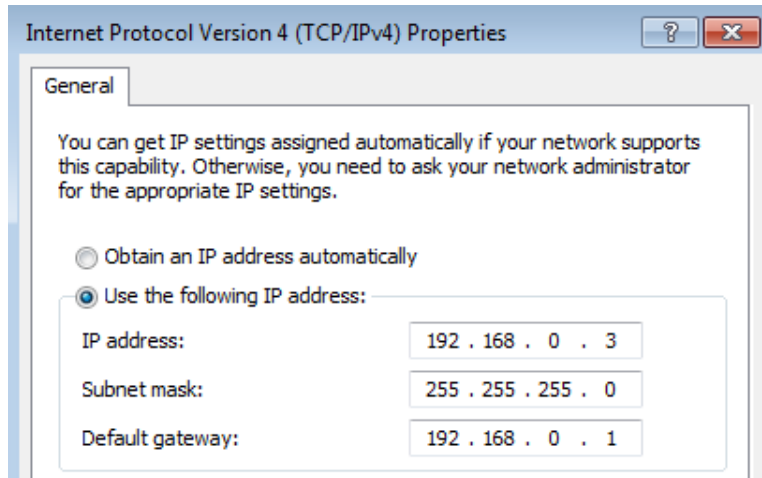 Internet Protocol Version 4 (TCP/IPv4) Properties
General
You can get IP settings assigned automatically if your network supports
this capability. Otherwise, you need to ask your network administrator
for the appropriate IP settings.
Obtain an IP address automatically
Use the following IP address:
IP address: 192 . 168 . 0 . 3
Subnet mask: 255 . 255 . 255 . 0
Default gateway: 192 . 168 . 0 . 1